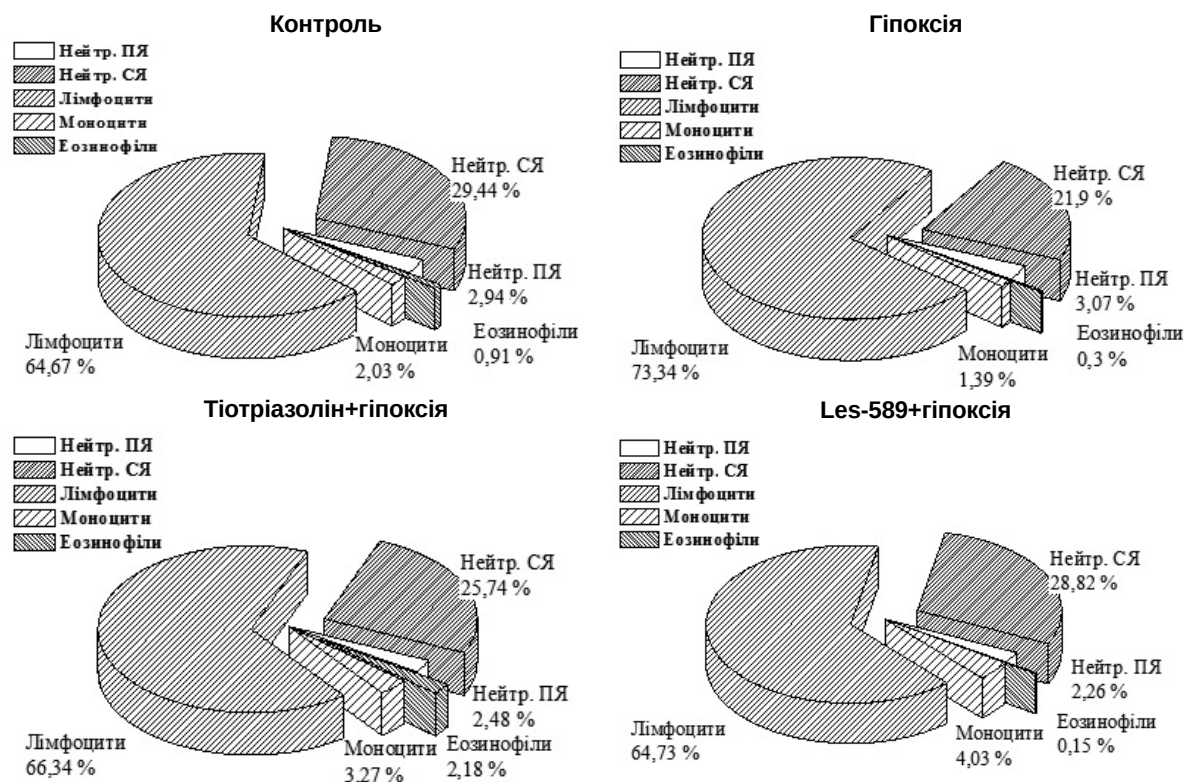 Контроль
Нейтр. ПЯ
Нейтр. СЯ
Лімфоцити
Моноцити
Еозинофіли
Нейтр. СЯ
29,44 %
Нейтр. ПЯ
2,94 %
Еозинофіли
0,91 %
Моноцити
2,03 %
Лімфоцити
64,67 %
Гіпоксія
Нейтр. ПЯ
Нейтр. СЯ
Лімфоцити
Моноцити
Еозинофіли
Нейтр. СЯ
21,9 %
Нейтр. ПЯ
3,07 %
Еозинофіли
0,3 %
Моноцити
1,39 %
Лімфоцити
73,34 %
Тіотріазолін+гіпоксія
Нейтр. ПЯ
Нейтр. СЯ
Лімфоцити
Моноцити
Еозинофіли
Нейтр. СЯ
25,74 %
Нейтр. ПЯ
2,48 %
Еозинофіли
2,18 %
Моноцити
3,27 %
Лімфоцити
66,34 %
Les-589+гіпоксія
Нейтр. ПЯ
Нейтр. СЯ
Лімфоцити
Моноцити
Еозинофіли
Нейтр. СЯ
28,82 %
Нейтр. ПЯ
2,26 %
Еозинофіли
0,15 %
Моноцити
4,03 %
Лімфоцити
64,73 %